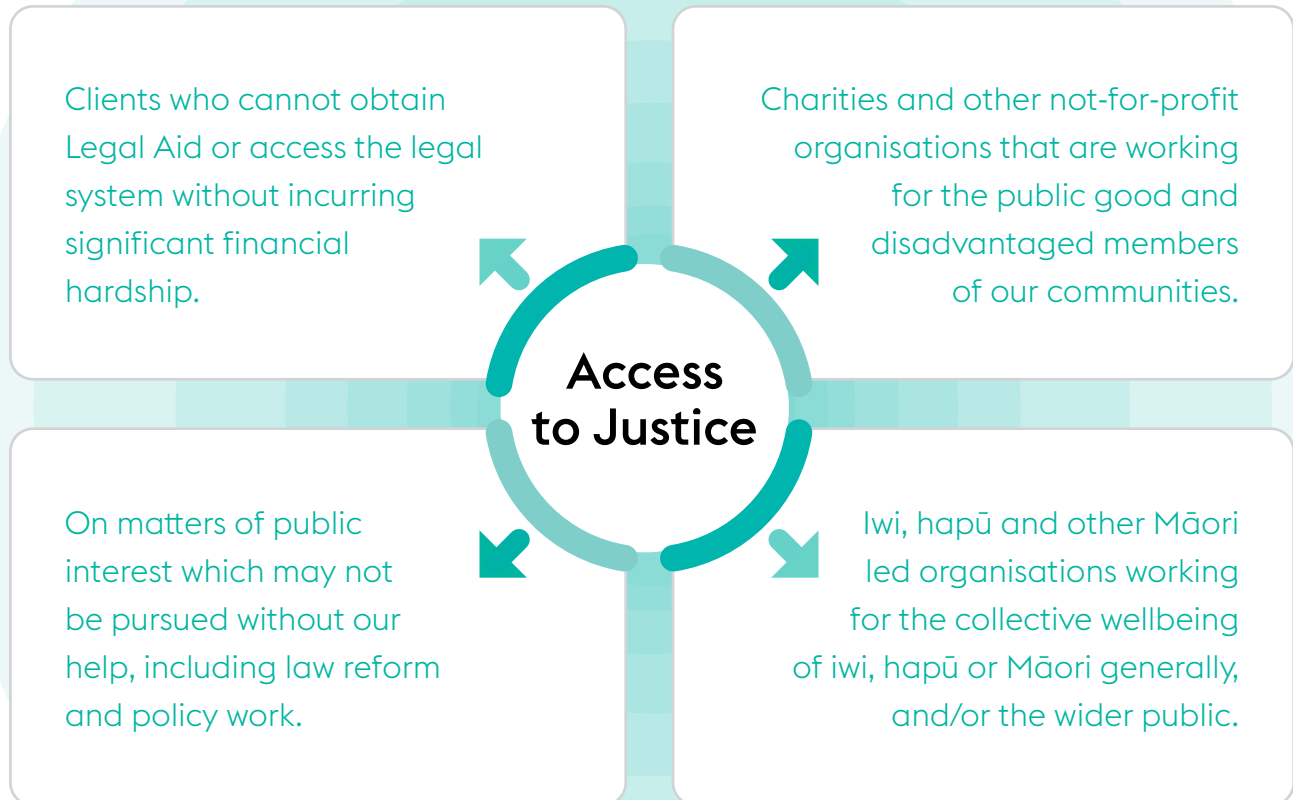 Clients who cannot obtain
Legal Aid or access the legal
system without incurring
significant financial
hardship.
Charities and other not-for-profit
organisations that are working
for the public good and
disadvantaged members
of our communities.
Access
to Justice
On matters of public
interest which may not
be pursued without our
help, including law reform
and policy work.
Iwi, hapū and other Māori
led organisations working
for the collective wellbeing
of iwi, hapū or Māori generally,
and/or the wider public.